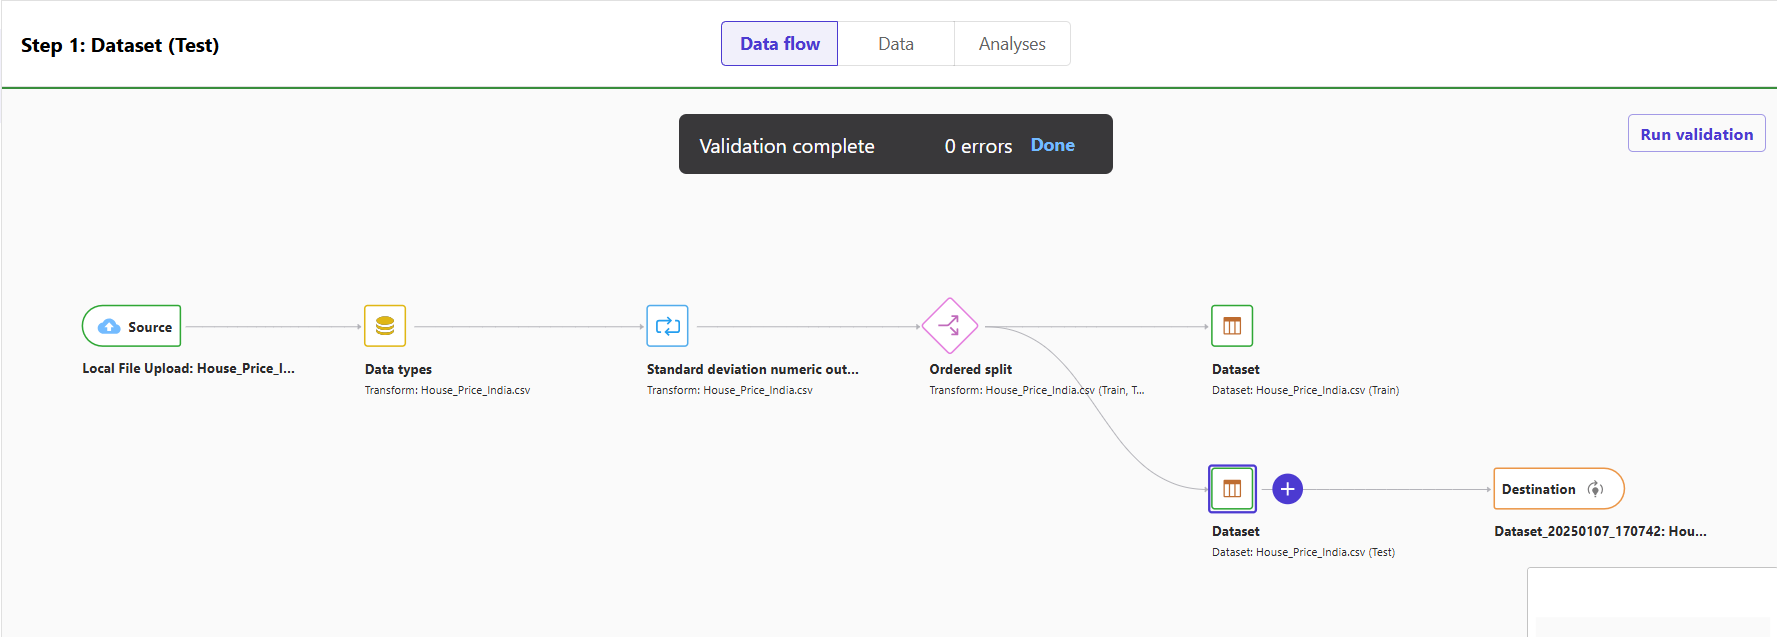 Step 1: Dataset (Test)
Data flow
Data
Analyses
Validation complete 0 errors Done
Run validation
Source
Local File Upload: House_Price_I...
Data types
Transform: House_Price_India.csv
Standard deviation numeric out...
Transform: House_Price_India.csv
Ordered split
Transform: House_Price_India.csv (Train, T...
Dataset
Dataset: House_Price_India.csv (Train)
Dataset
Dataset: House_Price_India.csv (Test)
Destination
Dataset_20250107_170742: Hou...